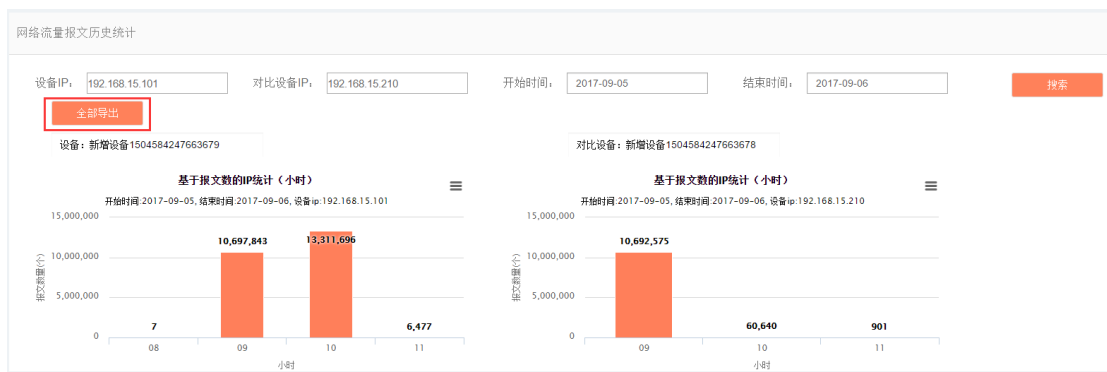 网络流量报文历史统计
设备IP： 192.168.15.101 对比设备IP： 192.168.15.210 开始时间： 2017-09-05 结束时间： 2017-09-06 搜索
全部导出
设备：新增设备1504584247663679
基于报文数的IP统计（小时）
开始时间:2017-09-05, 结束时间:2017-09-06, 设备ip:192.168.15.101
报文数量(个)
15,000,000
10,000,000
5,000,000
0
7 10,697,843 13,311,696 6,477
08 09 10 11
小时
对比设备：新增设备1504584247663678
基于报文数的IP统计（小时）
开始时间:2017-09-05, 结束时间:2017-09-06, 设备ip:192.168.15.210
报文数量(个)
15,000,000
10,000,000
5,000,000
0
10,692,575 60,640 901
09 10 11
小时